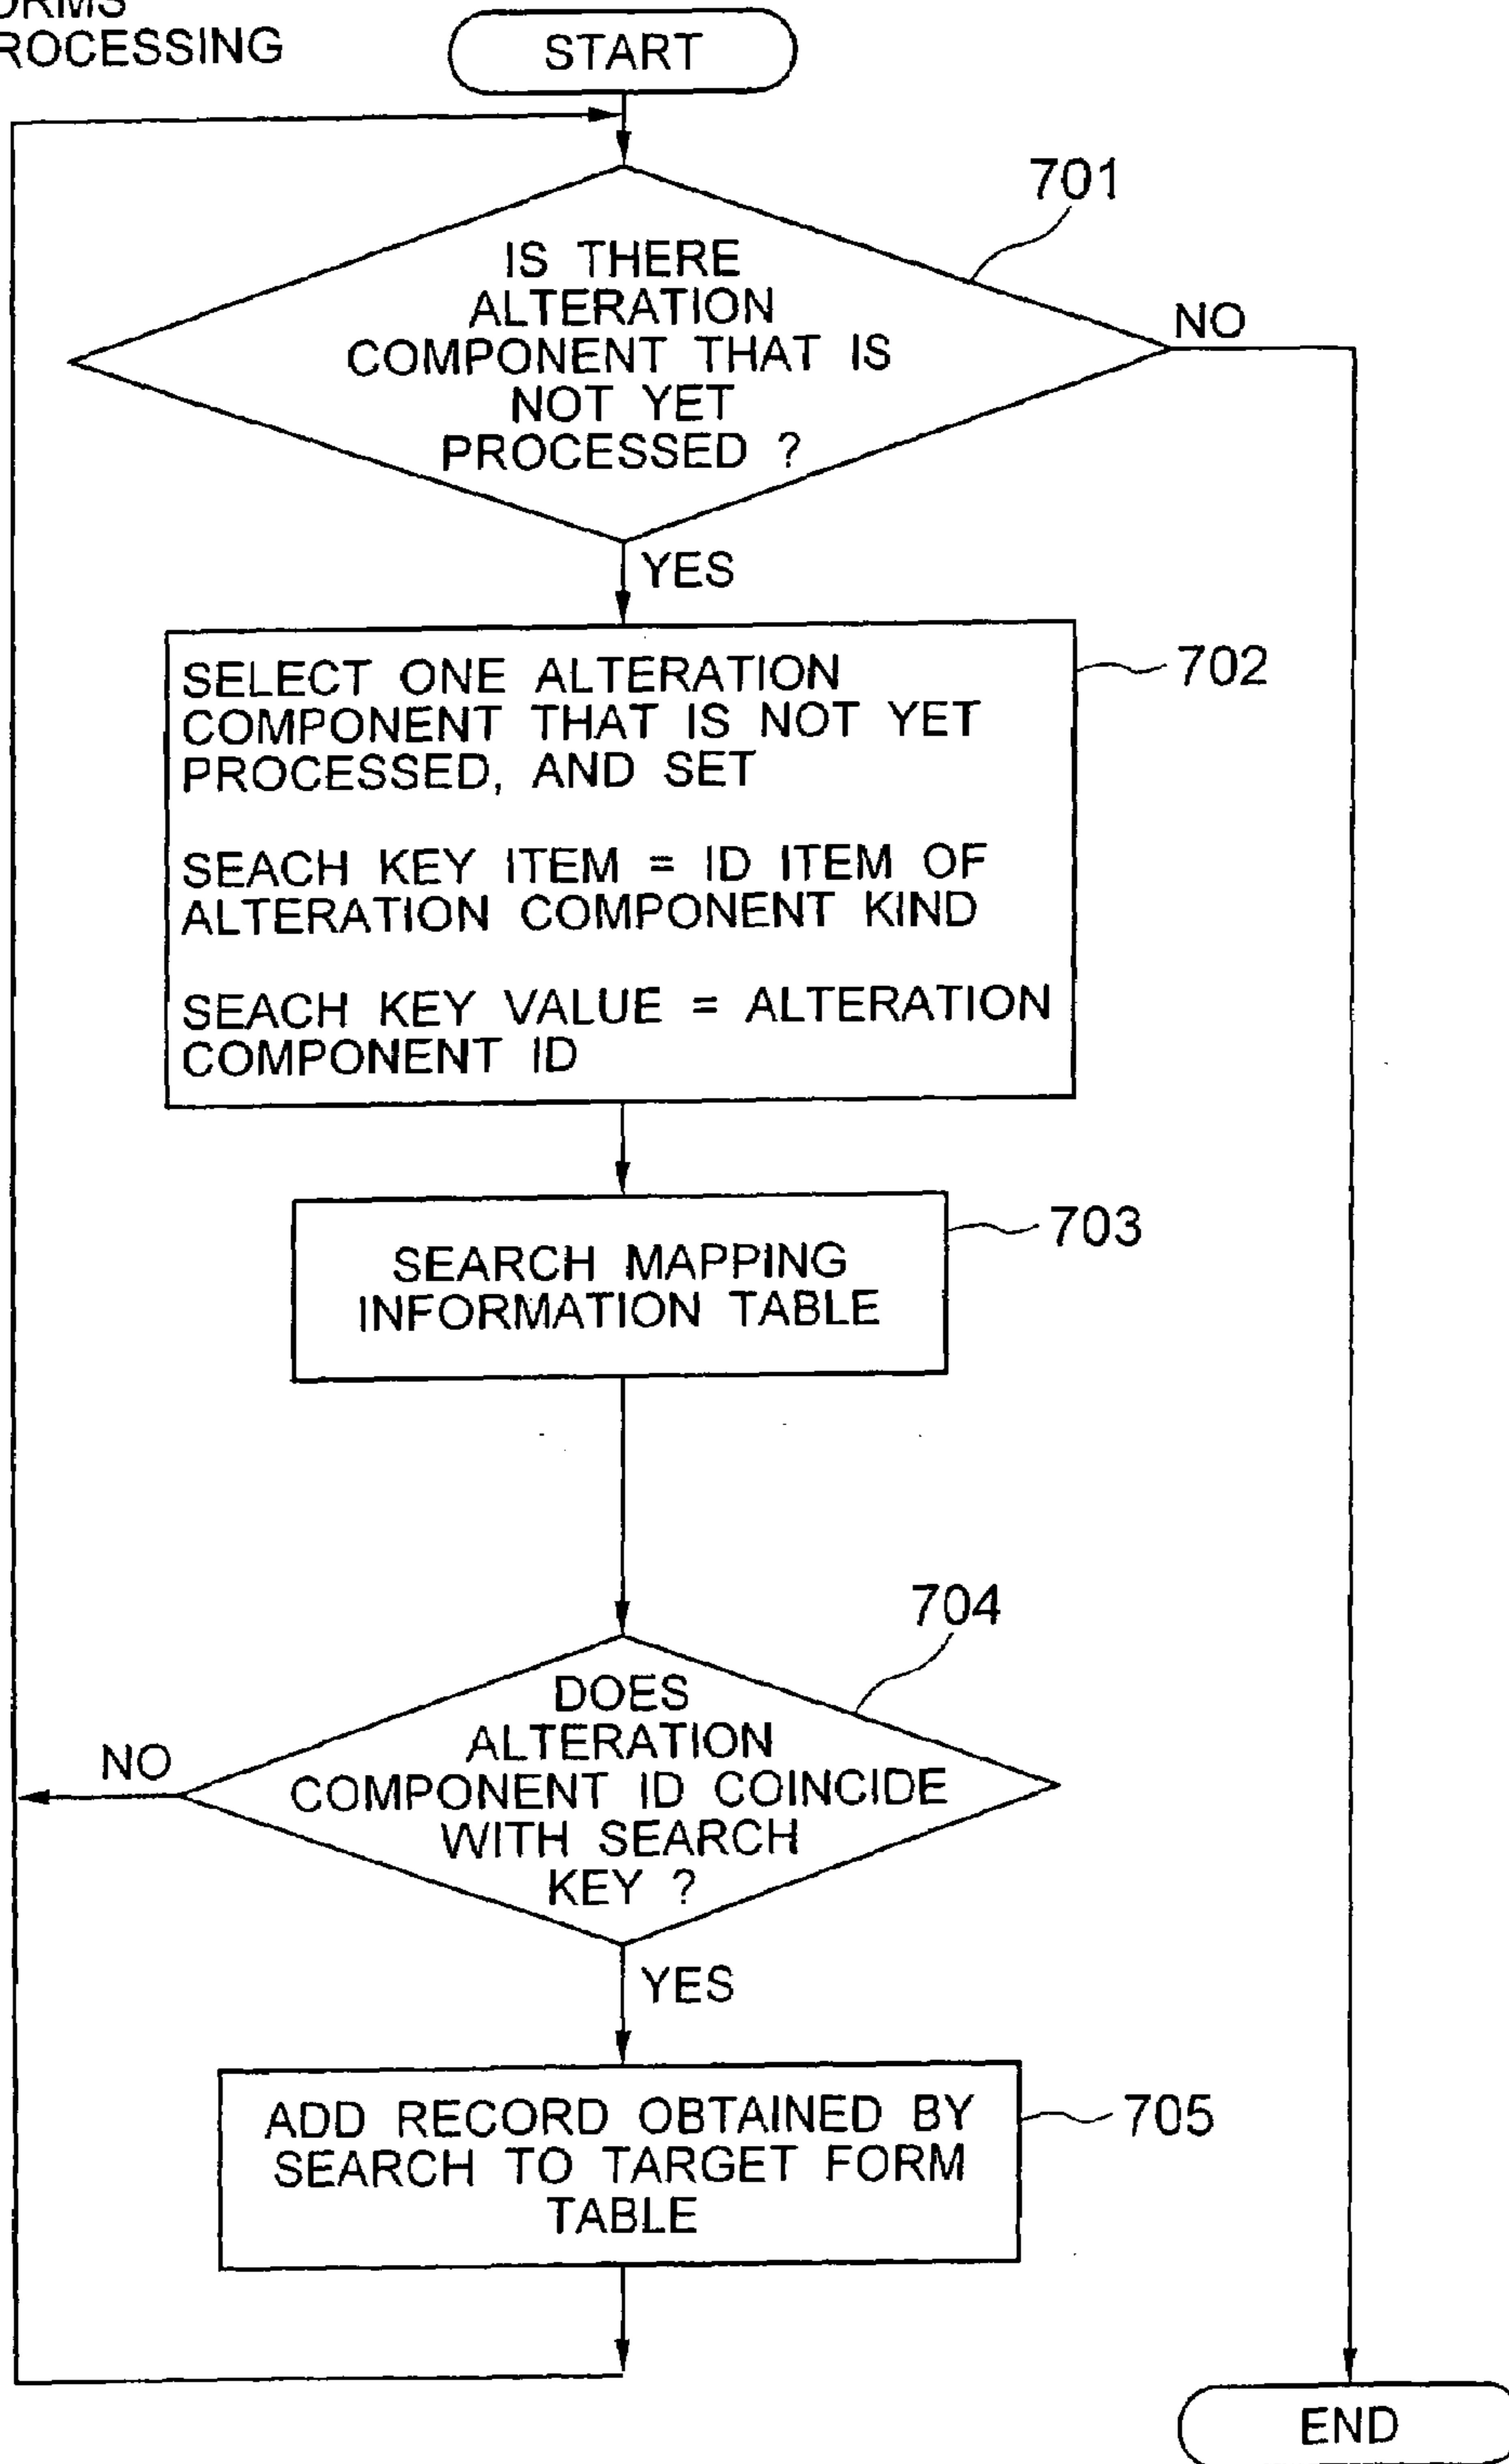 PROCESSING
START
701
IS THERE
ALTERATION
COMPONENT THAT IS
NOT YET
PROCESSED ?
NO
YES
702
SELECT ONE ALTERATION
COMPONENT THAT IS NOT YET
PROCESSED, AND SET
SEACH KEY ITEM = ID ITEM OF
ALTERATION COMPONENT KIND
SEACH KEY VALUE = ALTERATION
COMPONENT ID
703
SEARCH MAPPING
INFORMATION TABLE
704
DOES
ALTERATION
COMPONENT ID COINCIDE
WITH SEARCH
KEY ?
NO
YES
705
ADD RECORD OBTAINED BY
SEARCH TO TARGET FORM
TABLE
END